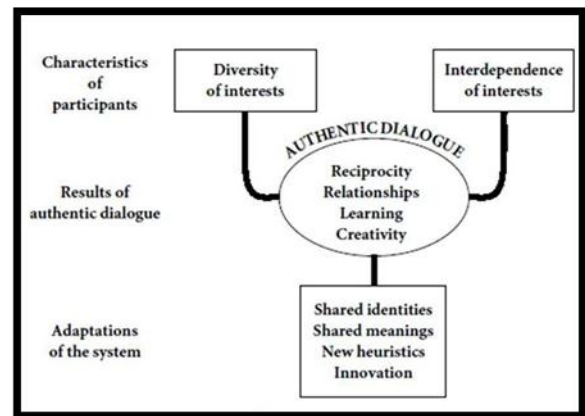 Characteristics
of
participants
Diversity
of interests
Interdependence
of interests
AUTHENTIC DIALOGUE
Results of
authentic dialogue
Reciprocity
Relationships
Learning
Creativity
Adaptations
of the system
Shared identities
Shared meanings
New heuristics
Innovation